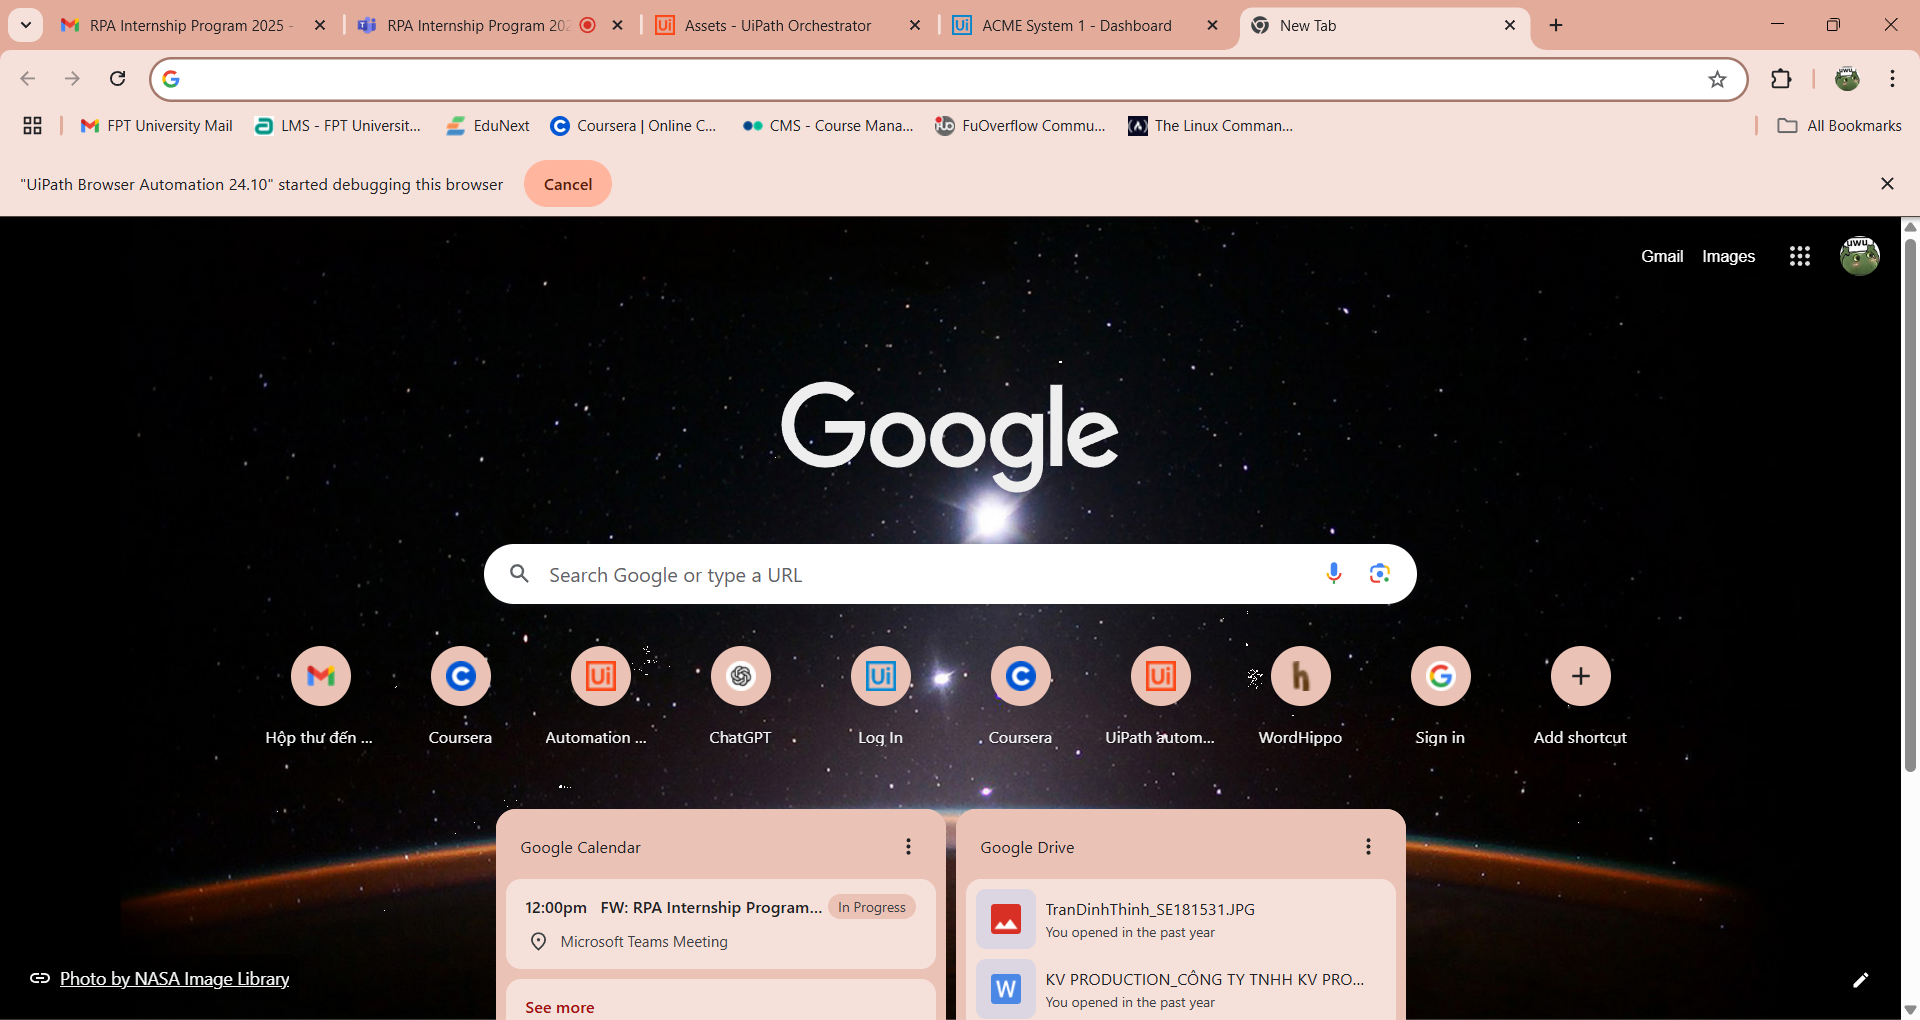 RPA Internship Program 2025 -
RPA Internship Program 202
Assets - UiPath Orchestrator
ACME System 1 - Dashboard
New Tab
FPT University Mail
LMS - FPT Universit...
EduNext
Coursera | Online C...
CMS - Course Mana...
FuOverflow Commu...
The Linux Comman...
All Bookmarks
"UiPath Browser Automation 24.10" started debugging this browser
Cancel
Gmail
Images
UWU
Google
Search Google or type a URL
Hộp thư đến ...
Coursera
Automation ...
ChatGPT
Log In
Coursera
UiPath autom...
WordHippo
Sign in
Add shortcut
Google Calendar
12:00pm FW: RPA Internship Program... In Progress
Microsoft Teams Meeting
See more
Google Drive
TranDinhThinh_SE181531.JPG
You opened in the past year
KV PRODUCTION_CÔNG TY TNHH KV PRO...
You opened in the past year
Photo by NASA Image Library